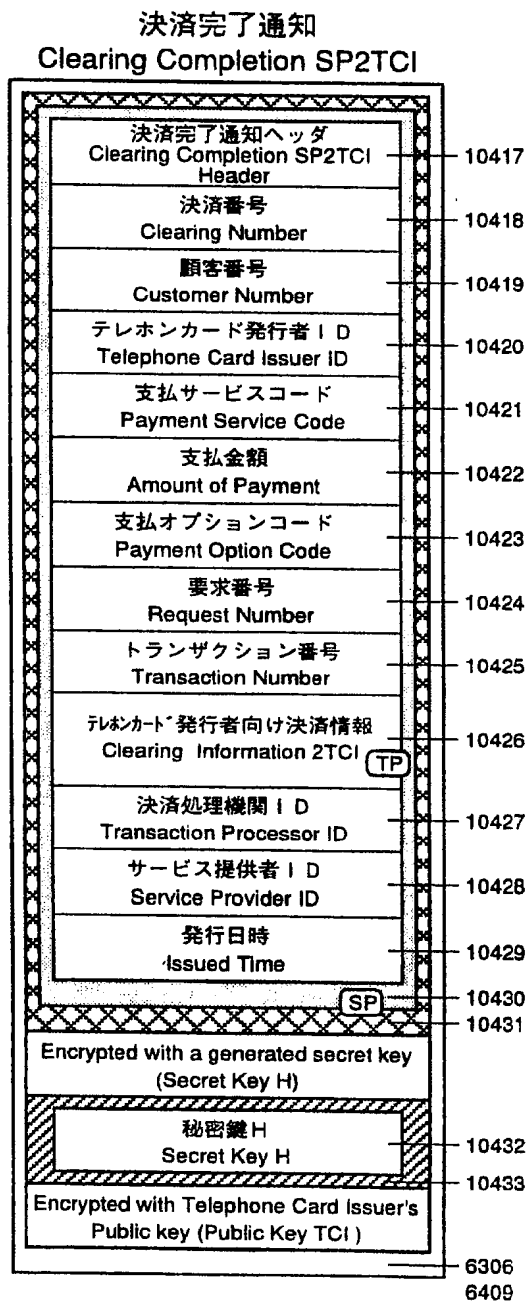 決済完了通知
Clearing Completion SP2TCI
決済完了通知ヘッダ
Clearing Completion SP2TCI
Header
10417
決済番号
Clearing Number
10418
顧客番号
Customer Number
10419
テレホンカード発行者ID
Telephone Card Issuer ID
10420
支払サービスコード
Payment Service Code
10421
支払金額
Amount of Payment
10422
支払オプションコード
Payment Option Code
10423
要求番号
Request Number
10424
トランザクション番号
Transaction Number
10425
テレホンカード発行者向け決済情報
Clearing Information 2TCI
TP
10426
決済処理機関ID
Transaction Processor ID
10427
サービス提供者ID
Service Provider ID
10428
発行日時
Issued Time
10429
SP
10430
10431
Encrypted with a generated secret key
(Secret Key H)
秘密鍵H
Secret Key H
10432
10433
Encrypted with Telephone Card Issuer's
Public key (Public Key TCI )
6306
6409